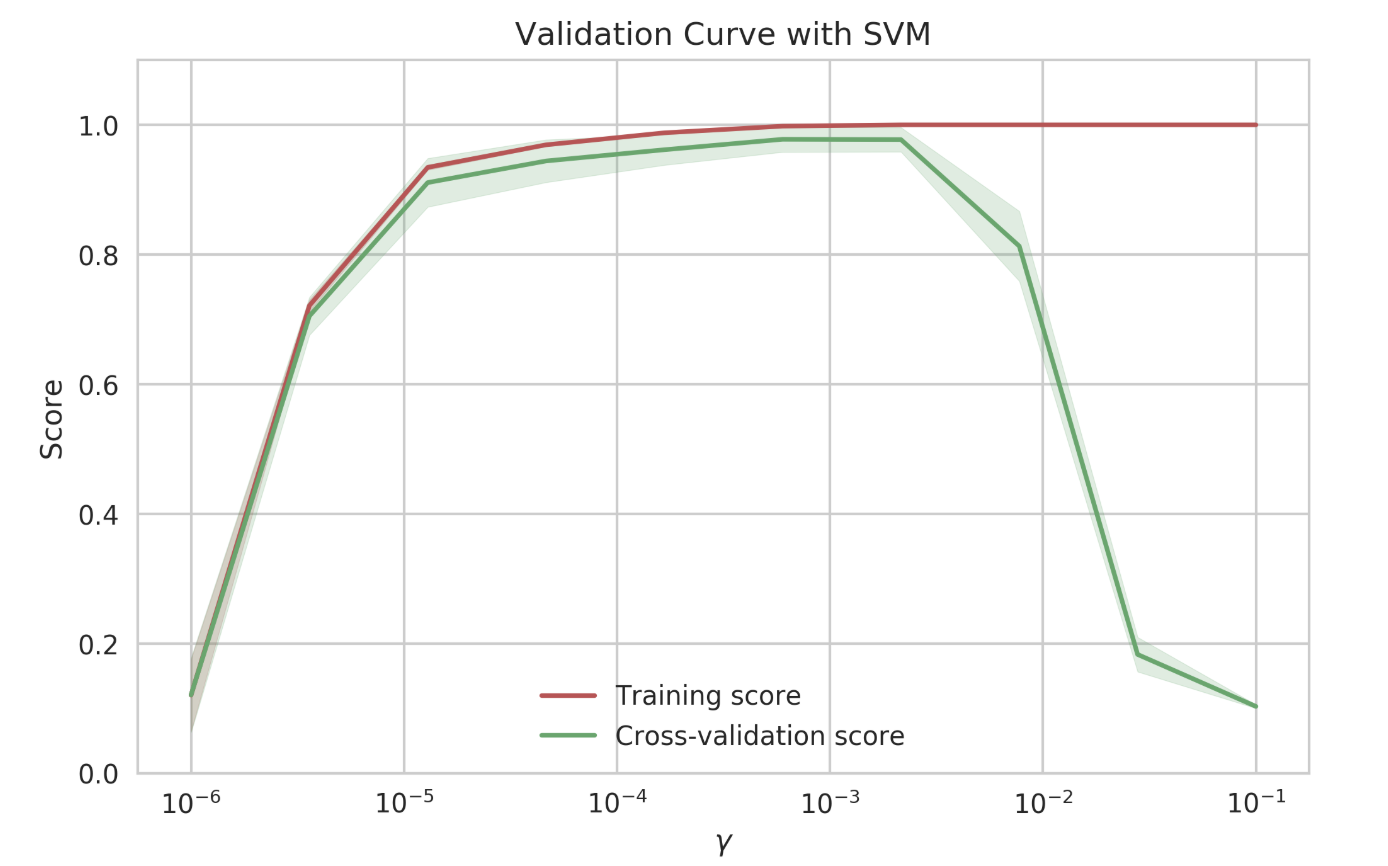 Validation Curve with SVM
1.0
0.8
0.6
0.4
0.2
0.0
Score
Training score
Cross-validation score
10⁻⁶ 10⁻⁵ 10⁻⁴ 10⁻³ 10⁻² 10⁻¹
γ